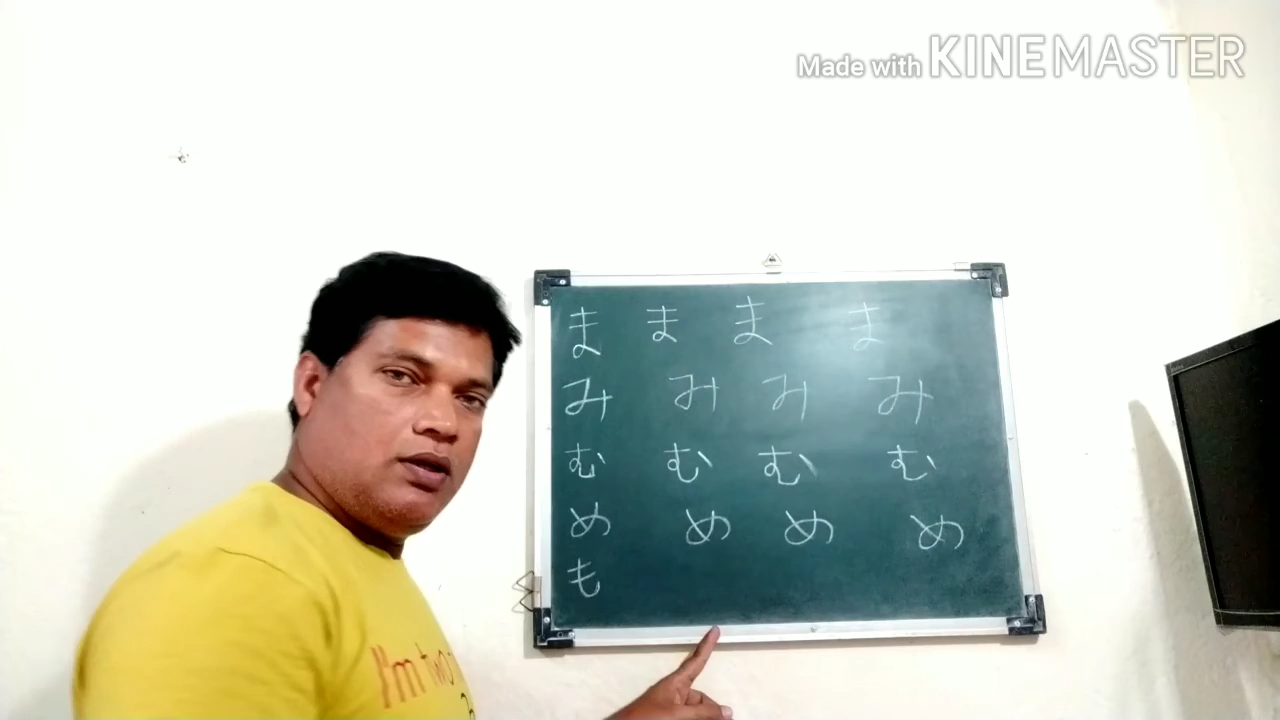 Made with KINEMASTER
ま ま ま ま
み み み み
む む む む
め め め め
も
I'm two